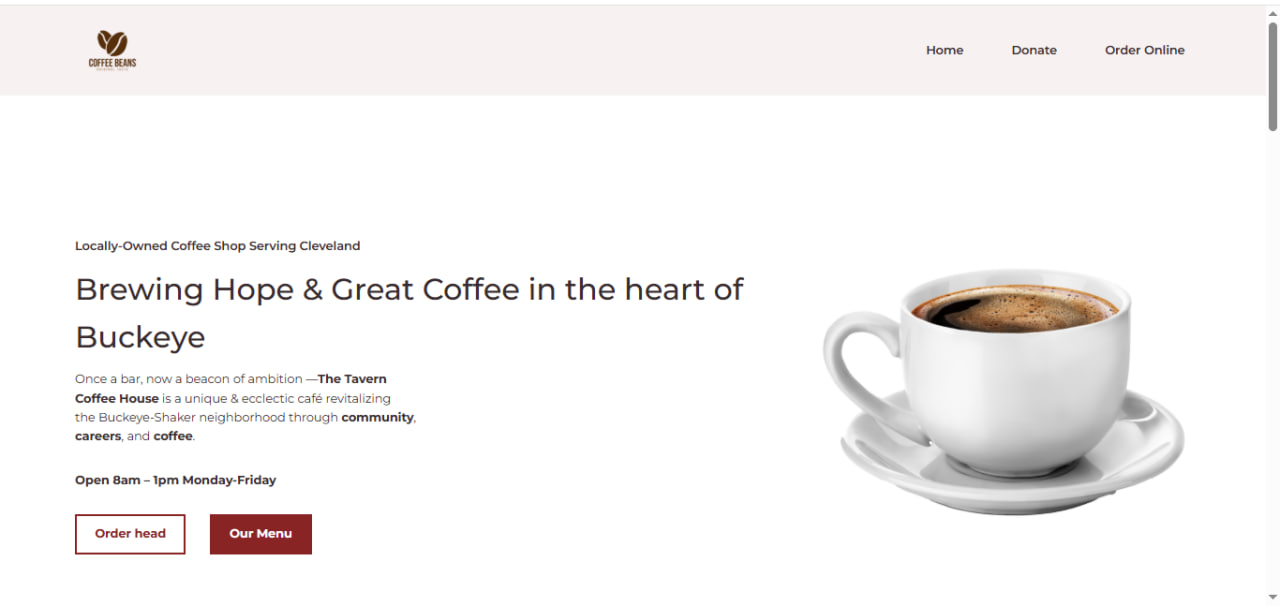 COFFEE BEANS
Home
Donate
Order Online
Locally-Owned Coffee Shop Serving Cleveland
Brewing Hope & Great Coffee in the heart of
Buckeye
Once a bar, now a beacon of ambition —The Tavern
Coffee House is a unique & ecclectic café revitalizing
the Buckeye-Shaker neighborhood through community,
careers, and coffee.
Open 8am – 1pm Monday-Friday
Order head
Our Menu